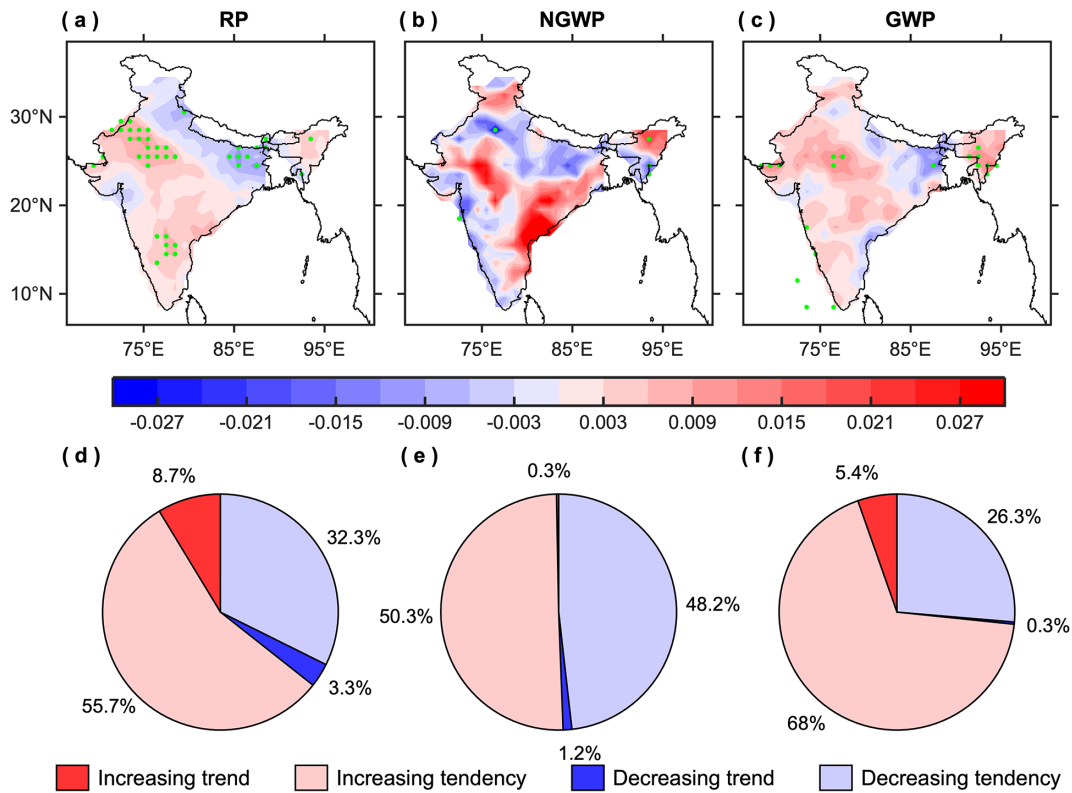 ( a ) RP ( b ) NGWP ( c ) GWP
30°N
20°N
10°N
75°E 85°E 95°E 75°E 85°E 95°E 75°E 85°E 95°E
-0.027 -0.021 -0.015 -0.009 -0.003 0.003 0.009 0.015 0.021 0.027
( d ) ( e ) ( f )
8.7% 0.3% 5.4%
32.3% 26.3%
50.3% 48.2% 0.3%
3.3%
55.7% 68%
1.2%
Increasing trend Increasing tendency Decreasing trend Decreasing tendency